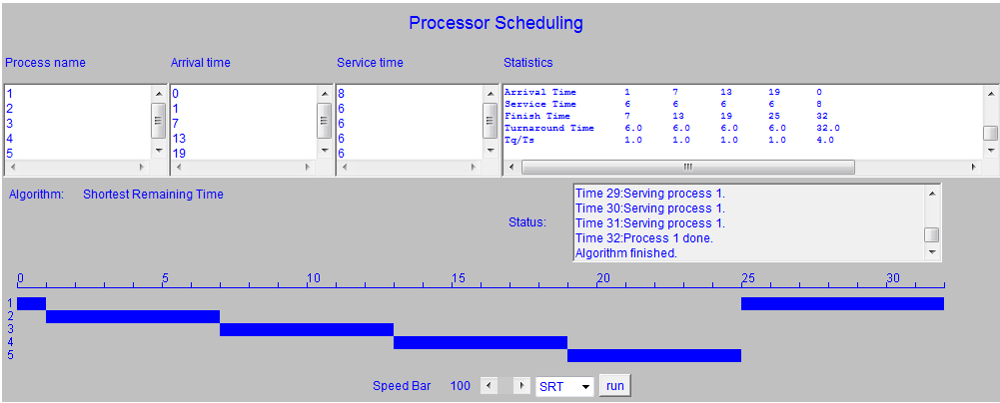 Processor Scheduling
Process name Arrival time Service time Statistics
1 0 8 Arrival Time 1 7 13 19 0
2 1 6 Service Time 6 6 6 6 8
3 7 6 Finish Time 7 13 19 25 32
4 13 6 Turnaround Time 6.0 6.0 6.0 6.0 32.0
5 19 6 Tq/Ts 1.0 1.0 1.0 1.0 4.0
Algorithm: Shortest Remaining Time
Status:
Time 29:Serving process 1.
Time 30:Serving process 1.
Time 31:Serving process 1.
Time 32:Process 1 done.
Algorithm finished.
0 5 10 15 20 25 30
1
2
3
4
5
Speed Bar 100 SRT run